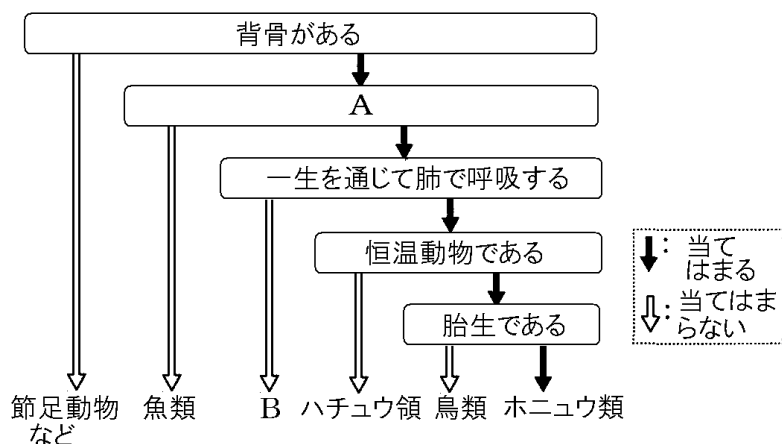 背骨がある
A
一生を通じて肺で呼吸する
恒温動物である
胎生である
：当て
はまる
：当てはま
らない
節足動物
など
魚類
B
ハチュウ領
鳥類
ホニュウ類